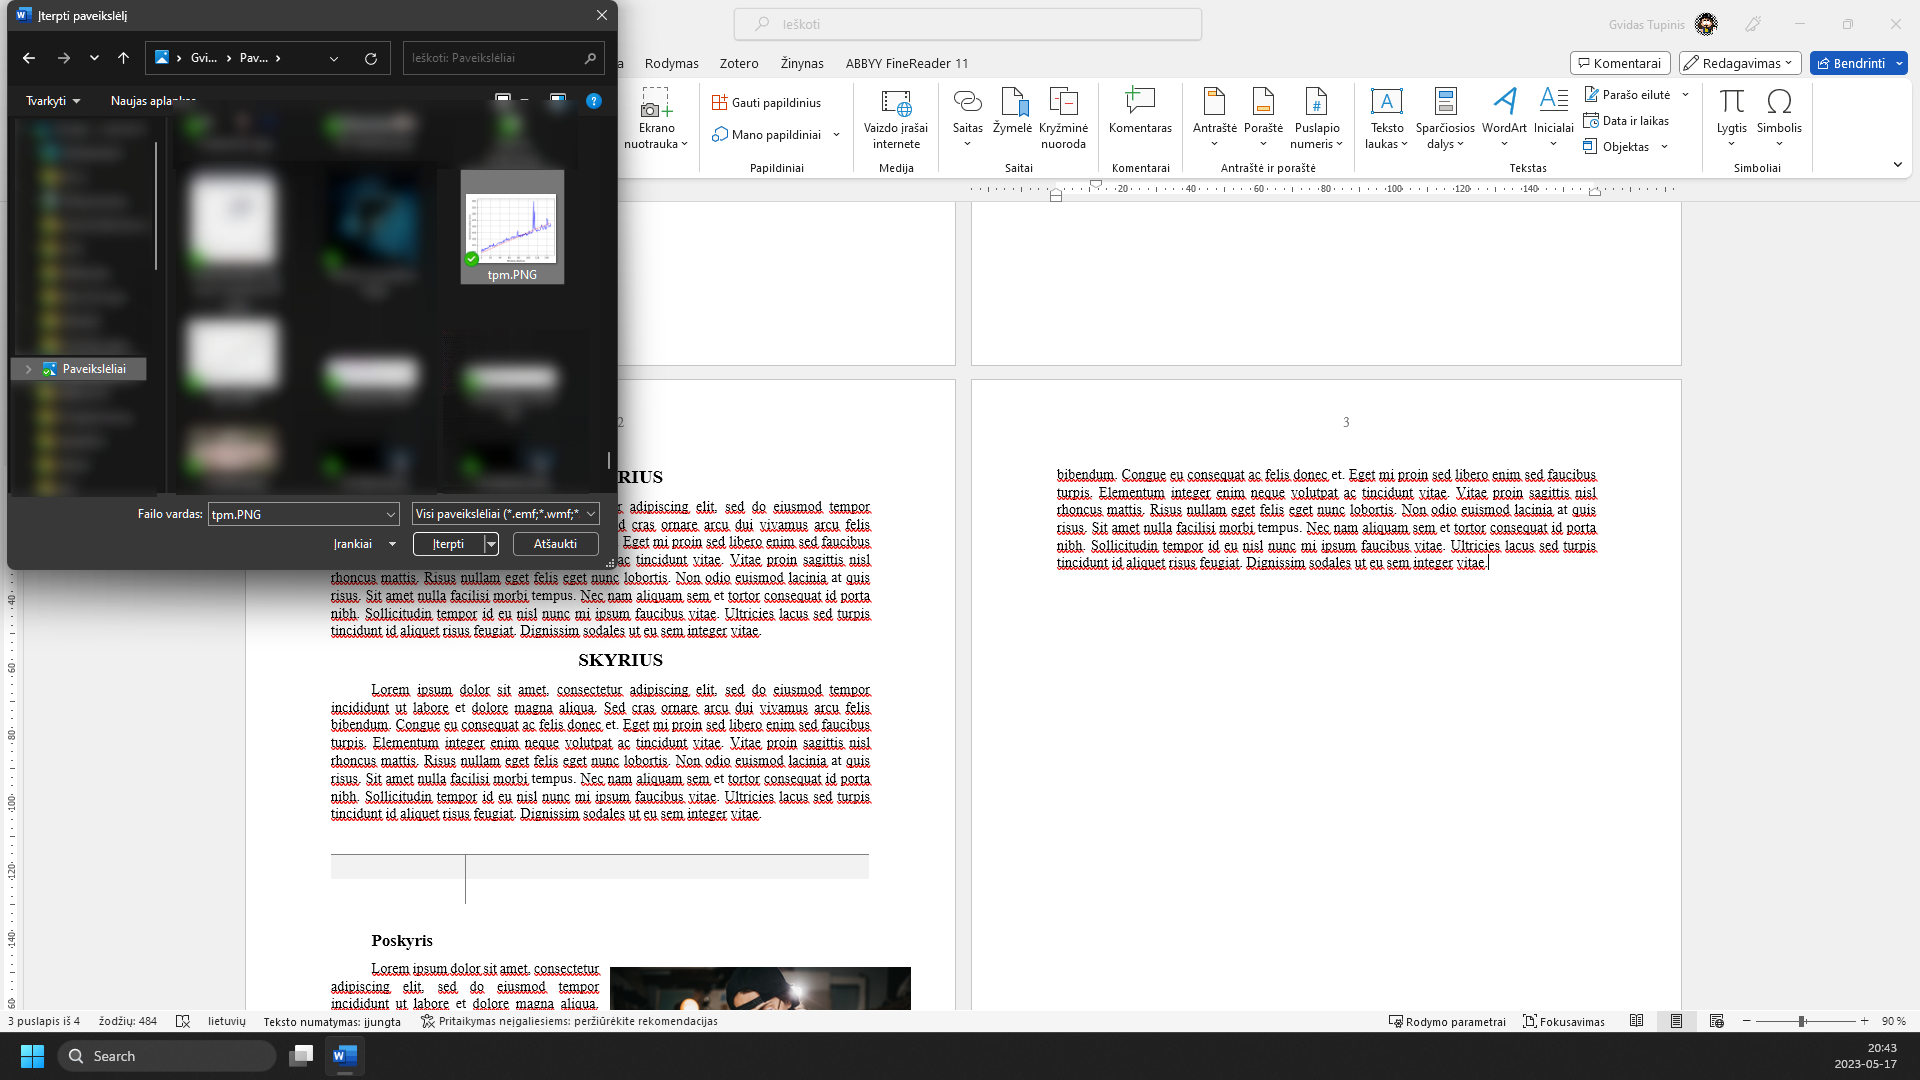 Įterpti paveikslėlį
Gvi...
Pav...
Ieškoti: Paveikslėliai
Tvarkyti
Naujas aplankas
tpm.PNG
Paveikslėliai
Failo vardas:
tpm.PNG
Visi paveikslėliai (*.emf;*.wmf;*
Įrankiai
Įterpti
Atšaukti
Ieškoti
Gvidas Tupinis
Rodymas
Zotero
Žinynas
ABBYY FineReader 11
Komentarai
Redagavimas
Bendrinti
Ekrano
nuotrauka
Gauti papildinius
Mano papildiniai
Papildiniai
Vaizdo įrašai
internete
Medija
Saitas
Žymelė
Kryžminė
nuoroda
Saitai
Komentaras
Komentarai
Antraštė
Poraštė
Puslapio
numeris
Antraštė ir poraštė
Teksto
laukas
Sparčiosios
dalys
WordArt
Inicialai
Parašo eilutė
Data ir laikas
Objektas
Tekstas
Lygtis
Simbolis
Simboliai
20 40 60 80 100 120 140
2
RIUS
adipiscing elit, sed do eiusmod tempor
cras ornare arcu dui vivamus arcu felis
Eget mi proin sed libero enim sed faucibus
ac tincidunt vitae. Vitae proin sagittis nisl
rhoncus mattis. Risus nullam eget felis eget nunc lobortis. Non odio euismod lacinia at quis
risus. Sit amet nulla facilisi morbi tempus. Nec nam aliquam sem et tortor consequat id porta
nibh. Sollicitudin tempor id eu nisl nunc mi ipsum faucibus vitae. Ultricies lacus sed turpis
tincidunt id aliquet risus feugiat. Dignissim sodales ut eu sem integer vitae.
SKYRIUS
Lorem ipsum dolor sit amet, consectetur adipiscing elit, sed do eiusmod tempor
incididunt ut labore et dolore magna aliqua. Sed cras ornare arcu dui vivamus arcu felis
bibendum. Congue eu consequat ac felis donec et. Eget mi proin sed libero enim sed faucibus
turpis. Elementum integer enim neque volutpat ac tincidunt vitae. Vitae proin sagittis nisl
rhoncus mattis. Risus nullam eget felis eget nunc lobortis. Non odio euismod lacinia at quis
risus. Sit amet nulla facilisi morbi tempus. Nec nam aliquam sem et tortor consequat id porta
nibh. Sollicitudin tempor id eu nisl nunc mi ipsum faucibus vitae. Ultricies lacus sed turpis
tincidunt id aliquet risus feugiat. Dignissim sodales ut eu sem integer vitae.
Poskyris
Lorem ipsum dolor sit amet, consectetur
adipiscing elit, sed do eiusmod tempor
incididunt ut labore et dolore magna aliqua.
3
bibendum. Congue eu consequat ac felis donec et. Eget mi proin sed libero enim sed faucibus
turpis. Elementum integer enim neque volutpat ac tincidunt vitae. Vitae proin sagittis nisl
rhoncus mattis. Risus nullam eget felis eget nunc lobortis. Non odio euismod lacinia at quis
risus. Sit amet nulla facilisi morbi tempus. Nec nam aliquam sem et tortor consequat id porta
nibh. Sollicitudin tempor id eu nisl nunc mi ipsum faucibus vitae. Ultricies lacus sed turpis
tincidunt id aliquet risus feugiat. Dignissim sodales ut eu sem integer vitae.
40
60
80
100
120
140
60
3 puslapis iš 4
žodžių: 484
lietuvių
Teksto numatymas: įjungta
Pritaikymas neįgaliesiems: peržiūrėkite rekomendacijas
Rodymo parametrai
Fokusavimas
90 %
Search
20:43
2023-05-17